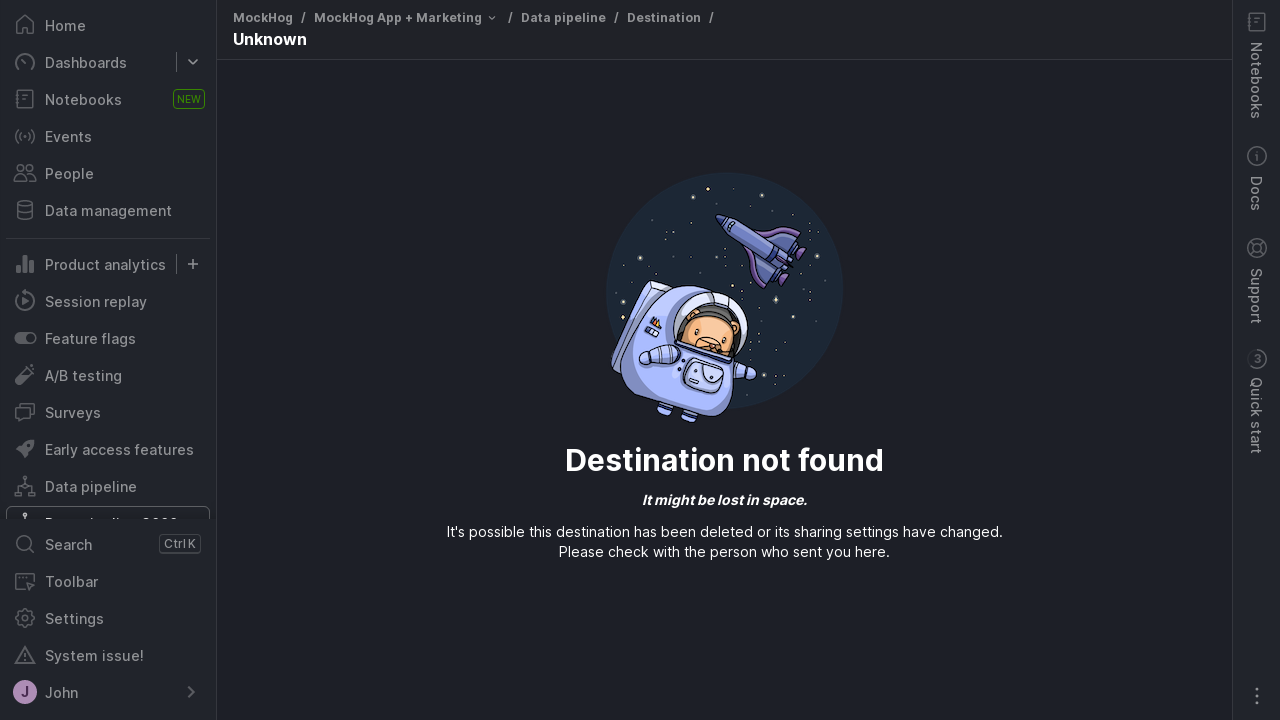 Home
Dashboards
Notebooks
NEW
Events
People
Data management
Product analytics
Session replay
Feature flags
A/B testing
Surveys
Early access features
Data pipeline
Search
Ctrl K
Toolbar
Settings
System issue!
J
John
MockHog / MockHog App + Marketing / Data pipeline / Destination /
Unknown
Destination not found
It might be lost in space.
It's possible this destination has been deleted or its sharing settings have changed.
Please check with the person who sent you here.
Notebooks
Docs
Support
3
Quick start